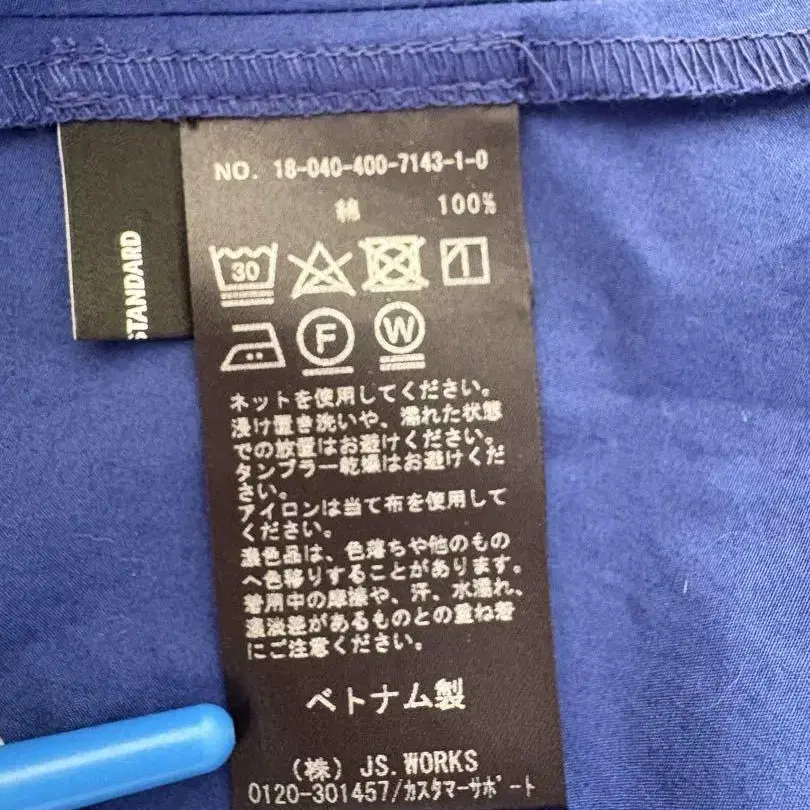 STANDARD
NO. 18-040-400-7143-1-0
綿 100%
30
F
W
ネットを使用してください。
浸け置き洗いや、濡れた状態
での放置はお避けください。
タンブラー乾燥はお避けくだ
さい。
アイロンは当て布を使用して
ください。
濃色品は、色落ちや他のもの
へ色移りすることがあります。
着用中の摩擦や、汗、水濡れ、
濃淡差があるものとの重ね着
にご注意ください。
ベトナム製
(株) JS.WORKS
0120-301457/カスタマーサポート